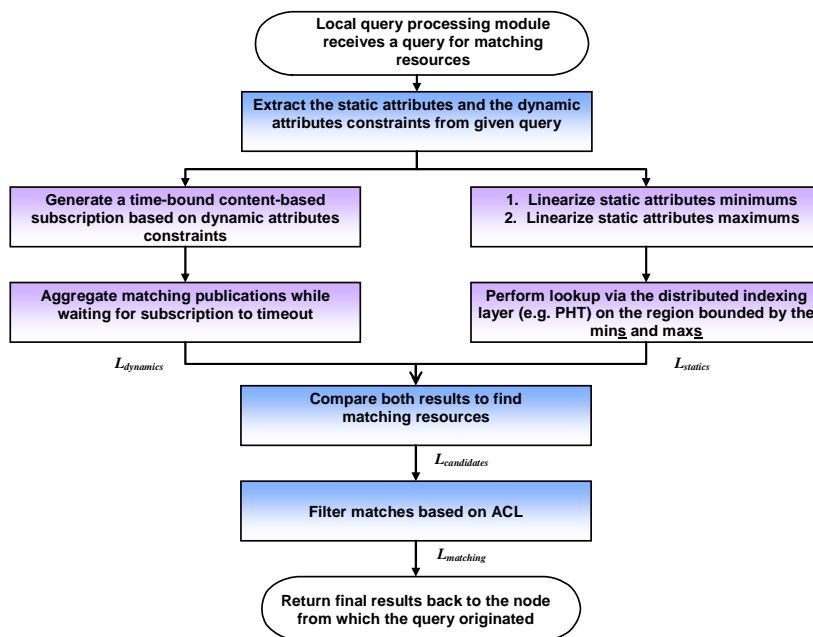 Local query processing module
receives a query for matching
resources
Extract the static attributes and the dynamic
attributes constraints from given query
Generate a time-bound content-based
subscription based on dynamic attributes
constraints
1. Linearize static attributes minimums
2. Linearize static attributes maximums
Aggregate matching publications while
waiting for subscription to timeout
Perform lookup via the distributed indexing
layer (e.g. PHT) on the region bounded by the
mins and maxs
L_dynamics
L_statics
Compare both results to find
matching resources
L_candidates
Filter matches based on ACL
L_matching
Return final results back to the node
from which the query originated